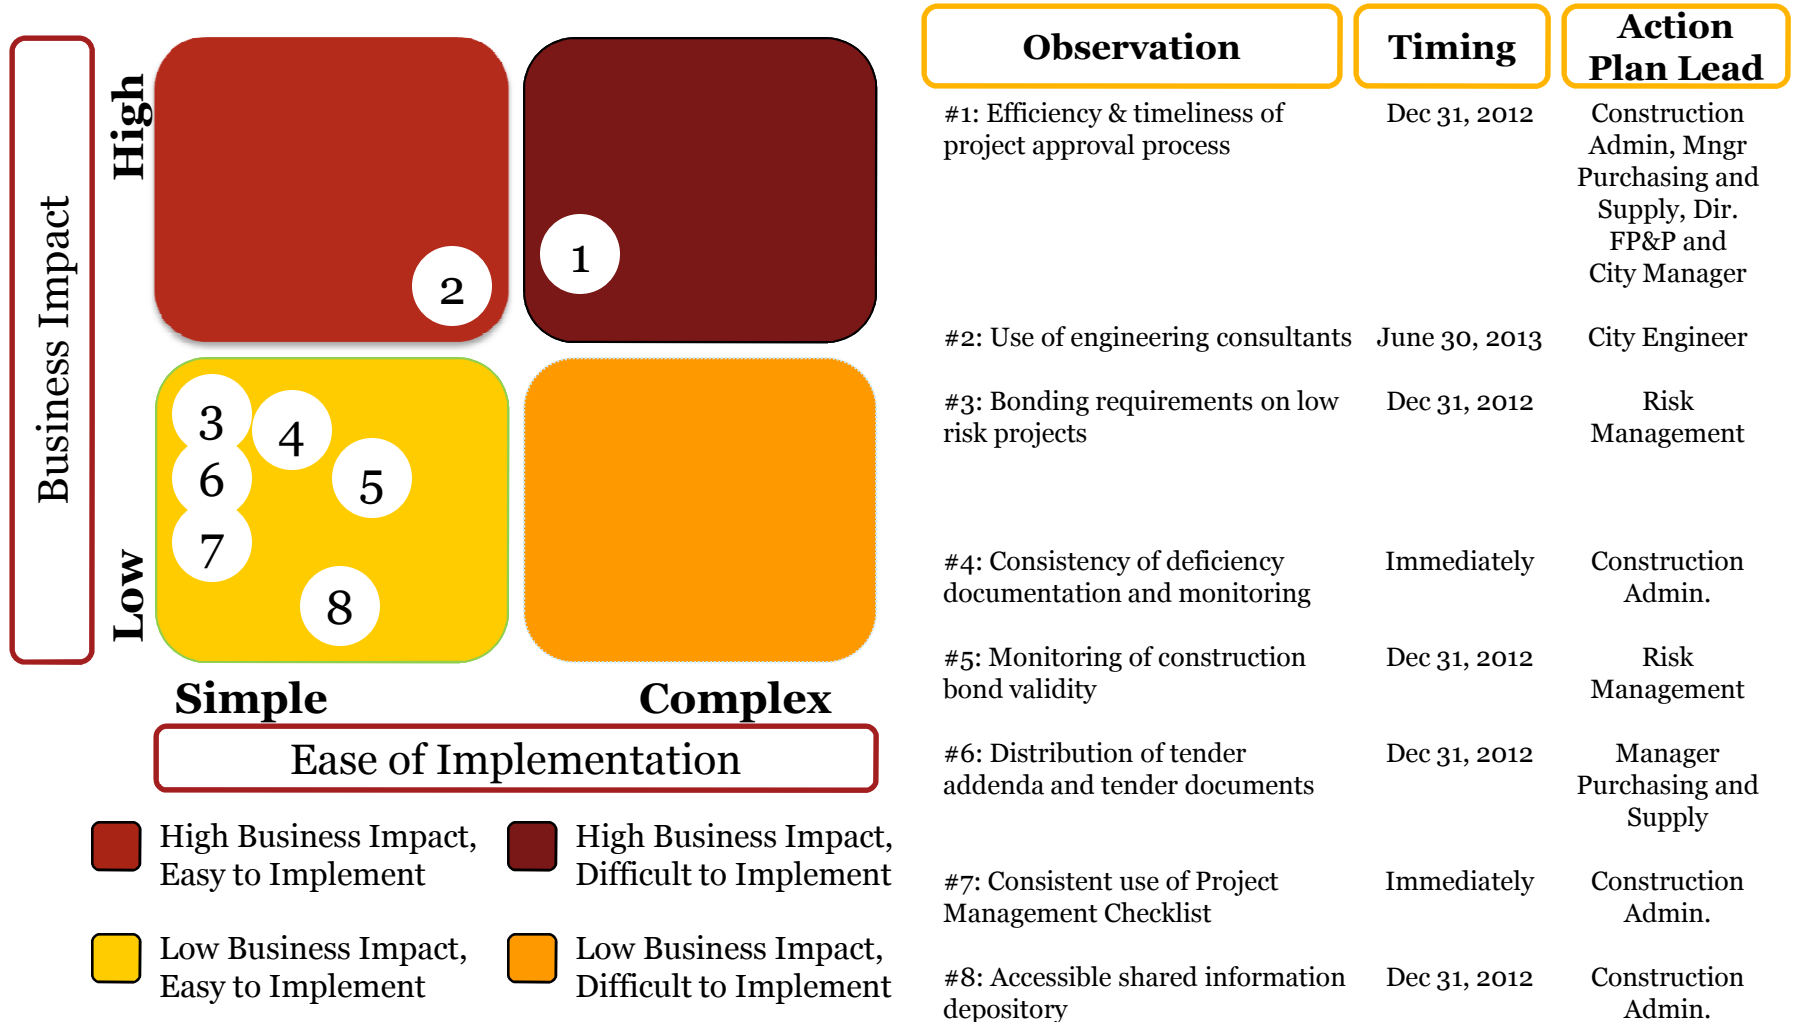 Business Impact
High
Low
2
1
3
4
6
5
7
8
Simple
Complex
Ease of Implementation
High Business Impact,
Easy to Implement
High Business Impact,
Difficult to Implement
Low Business Impact,
Easy to Implement
Low Business Impact,
Difficult to Implement
Observation
Timing
Action
Plan Lead
#1: Efficiency & timeliness of
project approval process
Dec 31, 2012
Construction
Admin, Mngr
Purchasing and
Supply, Dir.
FP&P and
City Manager
#2: Use of engineering consultants
June 30, 2013
City Engineer
#3: Bonding requirements on low
risk projects
Dec 31, 2012
Risk
Management
#4: Consistency of deficiency
documentation and monitoring
Immediately
Construction
Admin.
#5: Monitoring of construction
bond validity
Dec 31, 2012
Risk
Management
#6: Distribution of tender
addenda and tender documents
Dec 31, 2012
Manager
Purchasing and
Supply
#7: Consistent use of Project
Management Checklist
Immediately
Construction
Admin.
#8: Accessible shared information
depository
Dec 31, 2012
Construction
Admin.